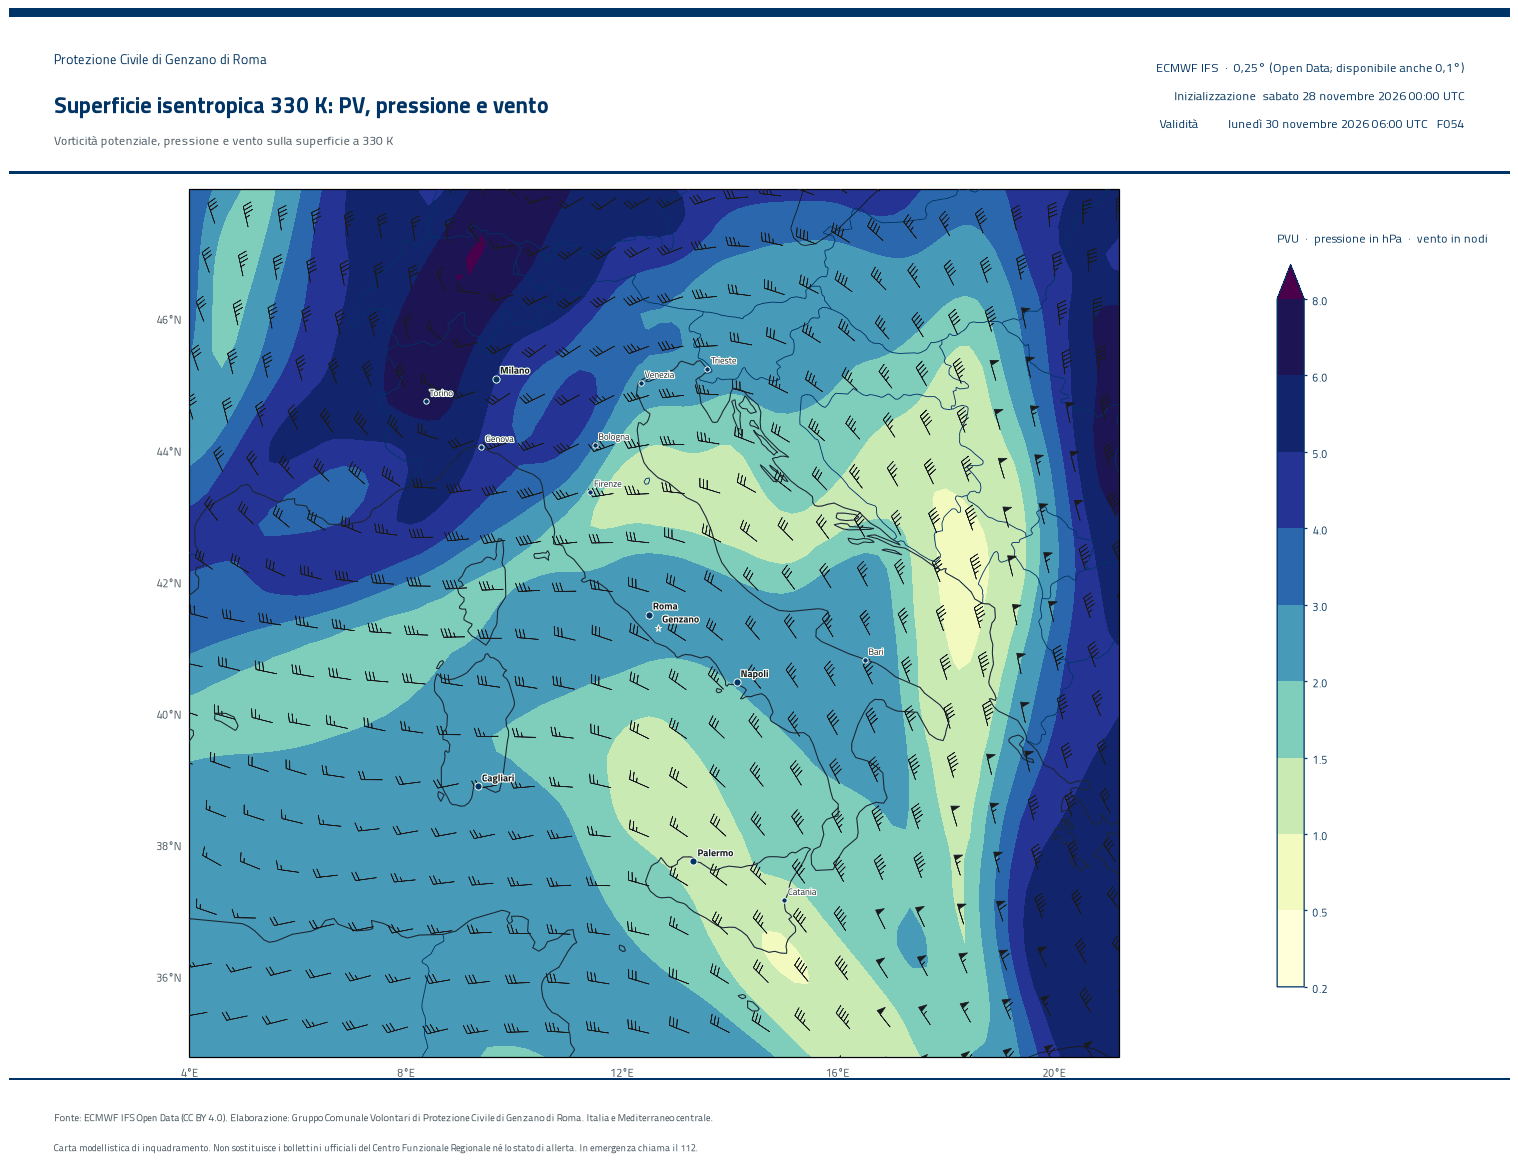 Protezione Civile di Genzano di Roma
Superficie isentropica 330 K: PV, pressione e vento
Vorticità potenziale, pressione e vento sulla superficie a 330 K
ECMWF IFS · 0,25° (Open Data; disponibile anche 0,1°)
Inizializzazione sabato 28 novembre 2026 00:00 UTC
Validità lunedì 30 novembre 2026 06:00 UTC F054
PVU · pressione in hPa · vento in nodi
8.0
6.0
5.0
4.0
3.0
2.0
1.5
1.0
0.5
0.2
46°N
44°N
42°N
40°N
38°N
36°N
Trieste
Milano
Venezia
Torino
Genova
Bologna
Firenze
Roma
Genzano
Bari
Napoli
Cagliari
Palermo
Catania
4°E
8°E
12°E
16°E
20°E
Fonte: ECMWF IFS Open Data (CC BY 4.0). Elaborazione: Gruppo Comunale Volontari di Protezione Civile di Genzano di Roma. Italia e Mediterraneo centrale.
Carta modellistica di inquadramento. Non sostituisce i bollettini ufficiali del Centro Funzionale Regionale né lo stato di allerta. In emergenza chiama il 112.